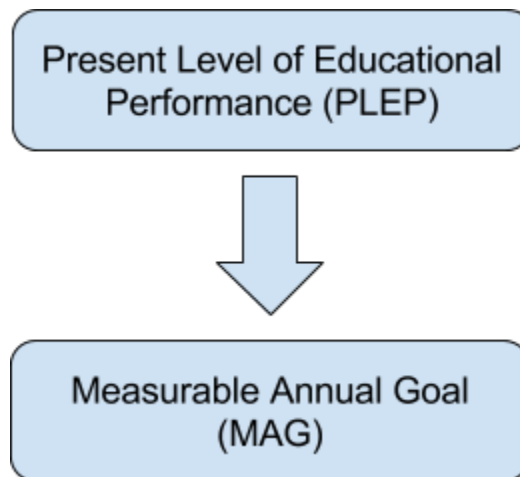 Present Level of Educational
Performance (PLEP)
Measurable Annual Goal
(MAG)